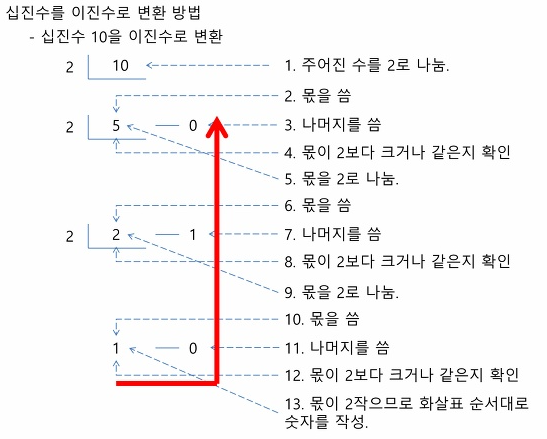 십진수를 이진수로 변환 방법
- 십진수 10을 이진수로 변환
2 10 1. 주어진 수를 2로 나눔.
2. 몫을 씀
2 5 0 3. 나머지를 씀
4. 몫이 2보다 크거나 같은지 확인
5. 몫을 2로 나눔.
6. 몫을 씀
2 2 1 7. 나머지를 씀
8. 몫이 2보다 크거나 같은지 확인
9. 몫을 2로 나눔.
10. 몫을 씀
1 0 11. 나머지를 씀
12. 몫이 2보다 크거나 같은지 확인
13. 몫이 2작으므로 화살표 순서대로
숫자를 작성.